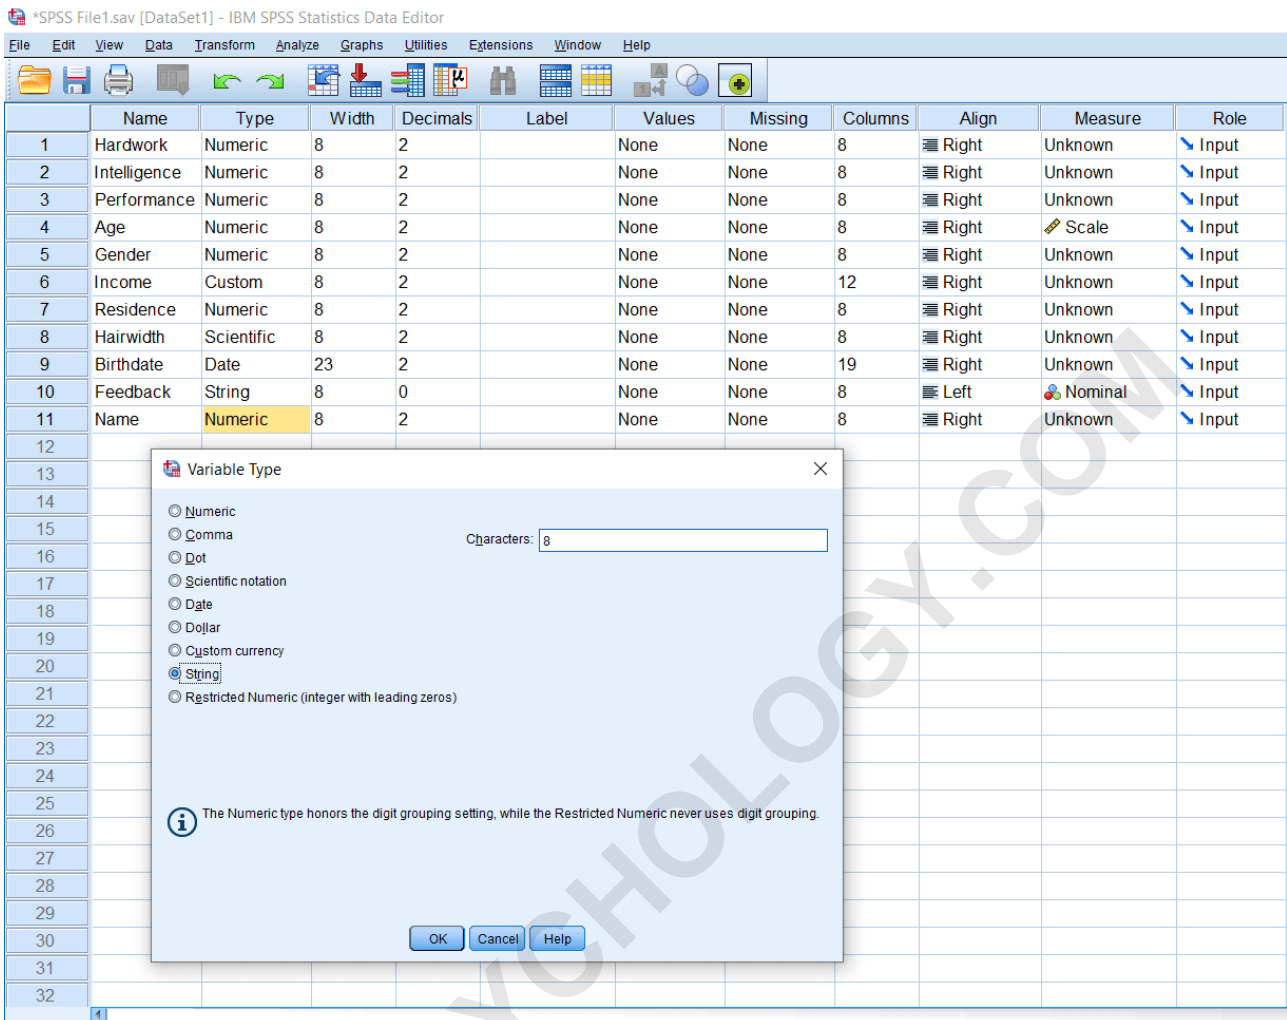 *SPSS File1.sav [DataSet1] - IBM SPSS Statistics Data Editor
File Edit View Data Transform Analyze Graphs Utilities Extensions Window Help
Name Type Width Decimals Label Values Missing Columns Align Measure Role
1 Hardwork Numeric 8 2 None None 8 Right Unknown Input
2 Intelligence Numeric 8 2 None None 8 Right Unknown Input
3 Performance Numeric 8 2 None None 8 Right Unknown Input
4 Age Numeric 8 2 None None 8 Right Scale Input
5 Gender Numeric 8 2 None None 8 Right Unknown Input
6 Income Custom 8 2 None None 12 Right Unknown Input
7 Residence Numeric 8 2 None None 8 Right Unknown Input
8 Hairwidth Scientific 8 2 None None 8 Right Unknown Input
9 Birthdate Date 23 2 None None 19 Right Unknown Input
10 Feedback String 8 0 None None 8 Left Nominal Input
11 Name Numeric 8 2 None None 8 Right Unknown Input
12
13
14
15
16
17
18
19
20
21
22
23
24
25
26
27
28
29
30
31
32
Variable Type
Numeric
Comma
Characters: 8
Dot
Scientific notation
Date
Dollar
Custom currency
String
Restricted Numeric (integer with leading zeros)
The Numeric type honors the digit grouping setting, while the Restricted Numeric never uses digit grouping.
OK Cancel Help
YCHOLOGY.COM